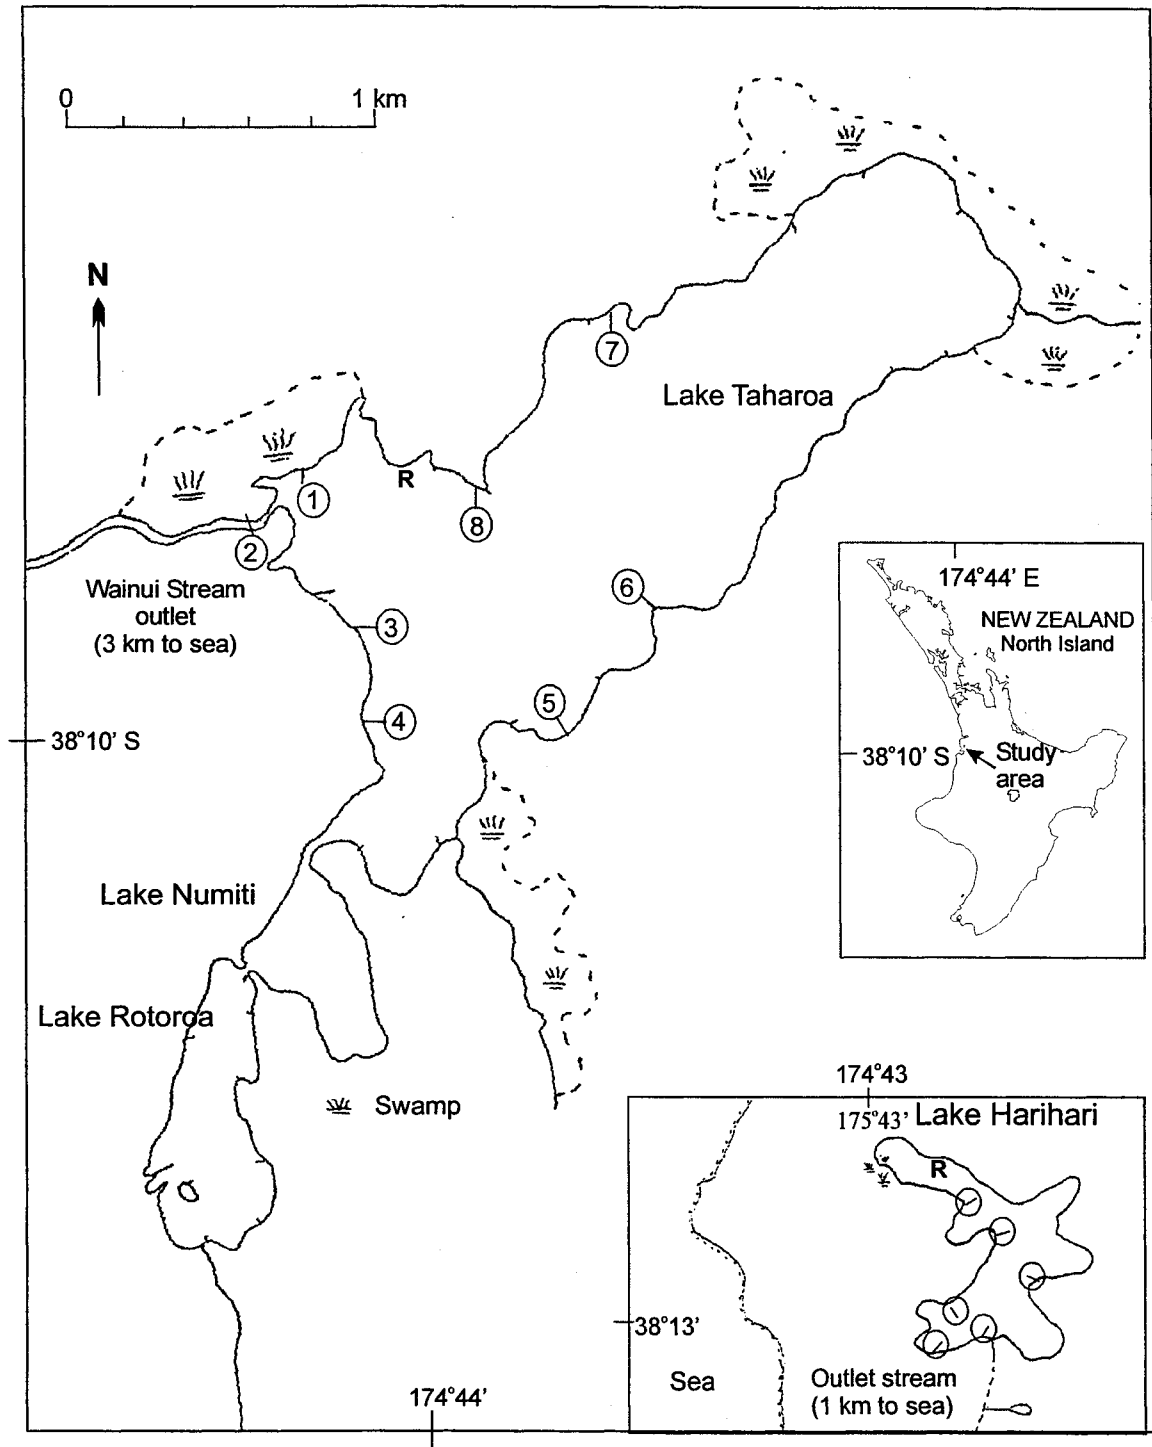 0
1 km
N
7
Lake Taharoa
R
1
8
2
Wainui Stream
outlet
(3 km to sea)
3
6
174°44' E
NEW ZEALAND
North Island
4
5
38°10' S
38°10' S
Study
area
Lake Numiti
Lake Rotoroa
Swamp
174°43
175°43'
Lake Harihari
R
38°13'
Sea
Outlet stream
(1 km to sea)
174°44'